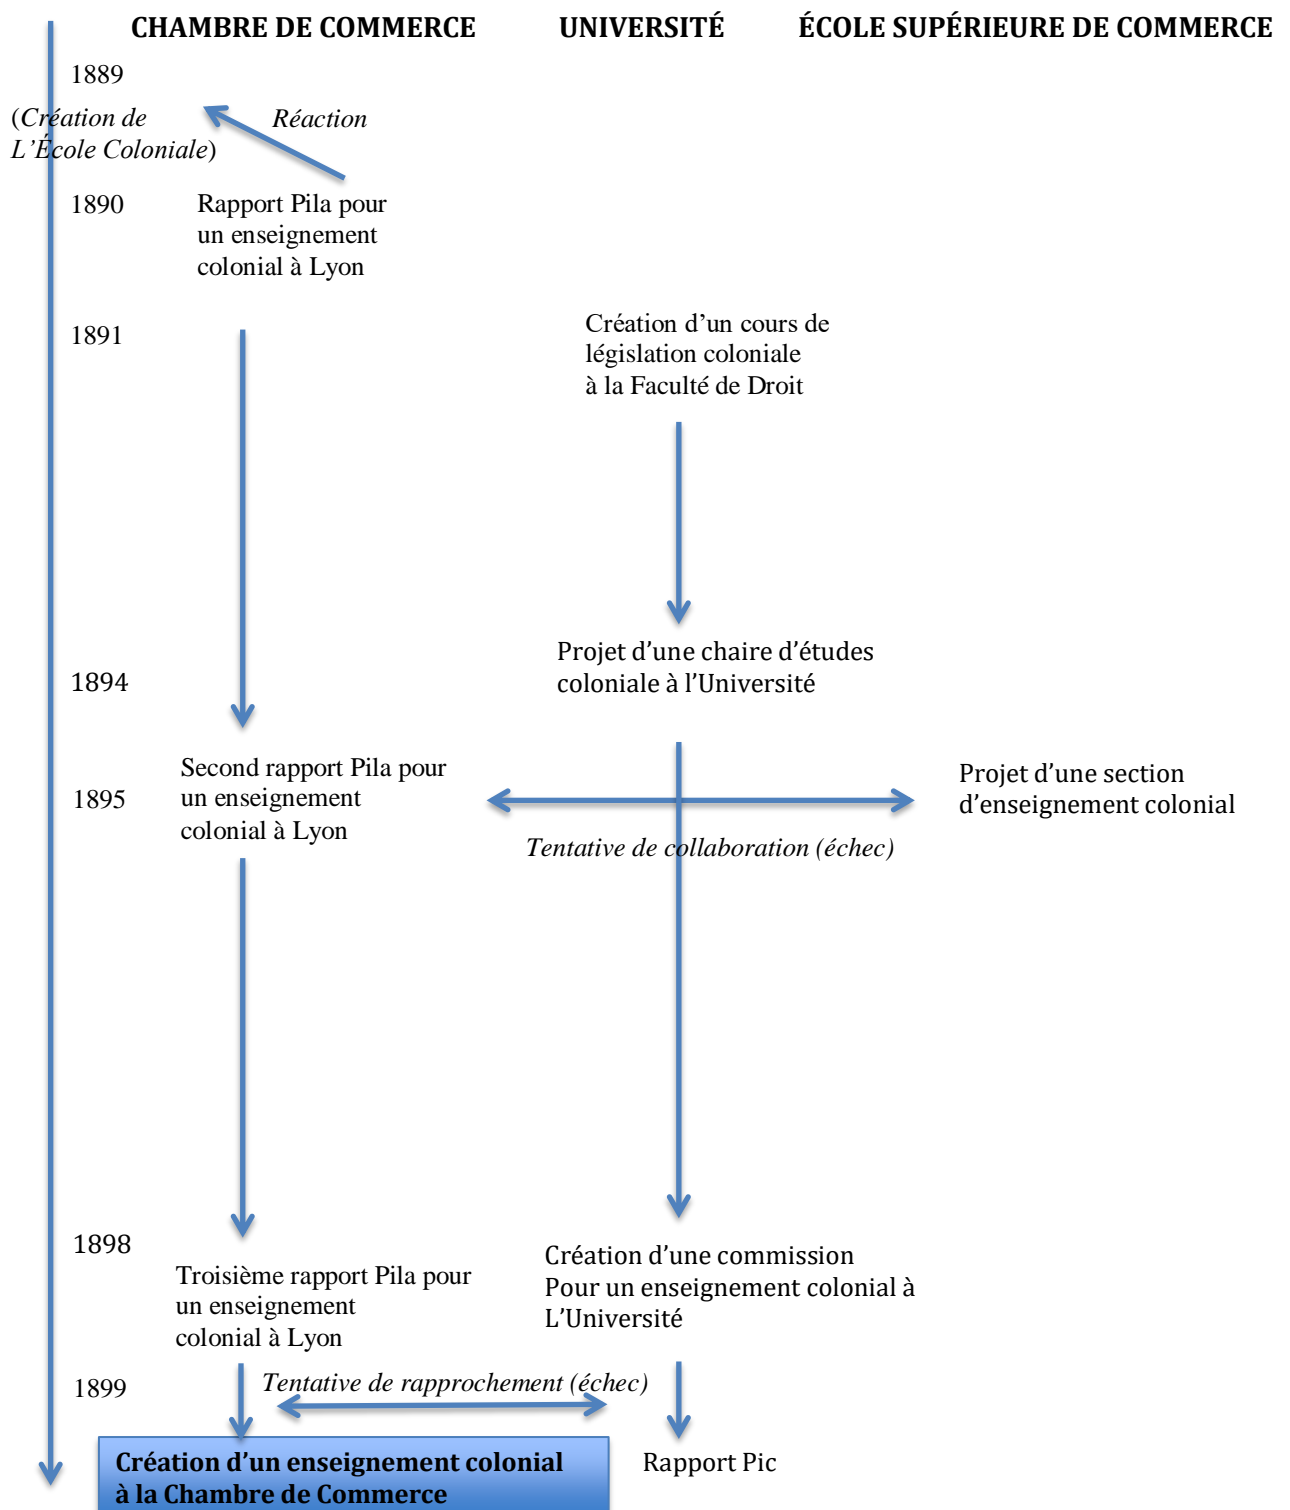 CHAMBRE DE COMMERCE UNIVERSITÉ ÉCOLE SUPÉRIEURE DE COMMERCE
1889
(Création de
L’École Coloniale)
Réaction
1890
Rapport Pila pour
un enseignement
colonial à Lyon
1891
Création d’un cours de
législation coloniale
à la Faculté de Droit
1894
Projet d’une chaire d’études
coloniale à l’Université
1895
Second rapport Pila pour
un enseignement
colonial à Lyon
Projet d’une section
d’enseignement colonial
Tentative de collaboration (échec)
1898
Troisième rapport Pila pour
un enseignement
colonial à Lyon
Création d’une commission
Pour un enseignement colonial à
L’Université
1899
Tentative de rapprochement (échec)
Création d’un enseignement colonial
à la Chambre de Commerce
Rapport Pic